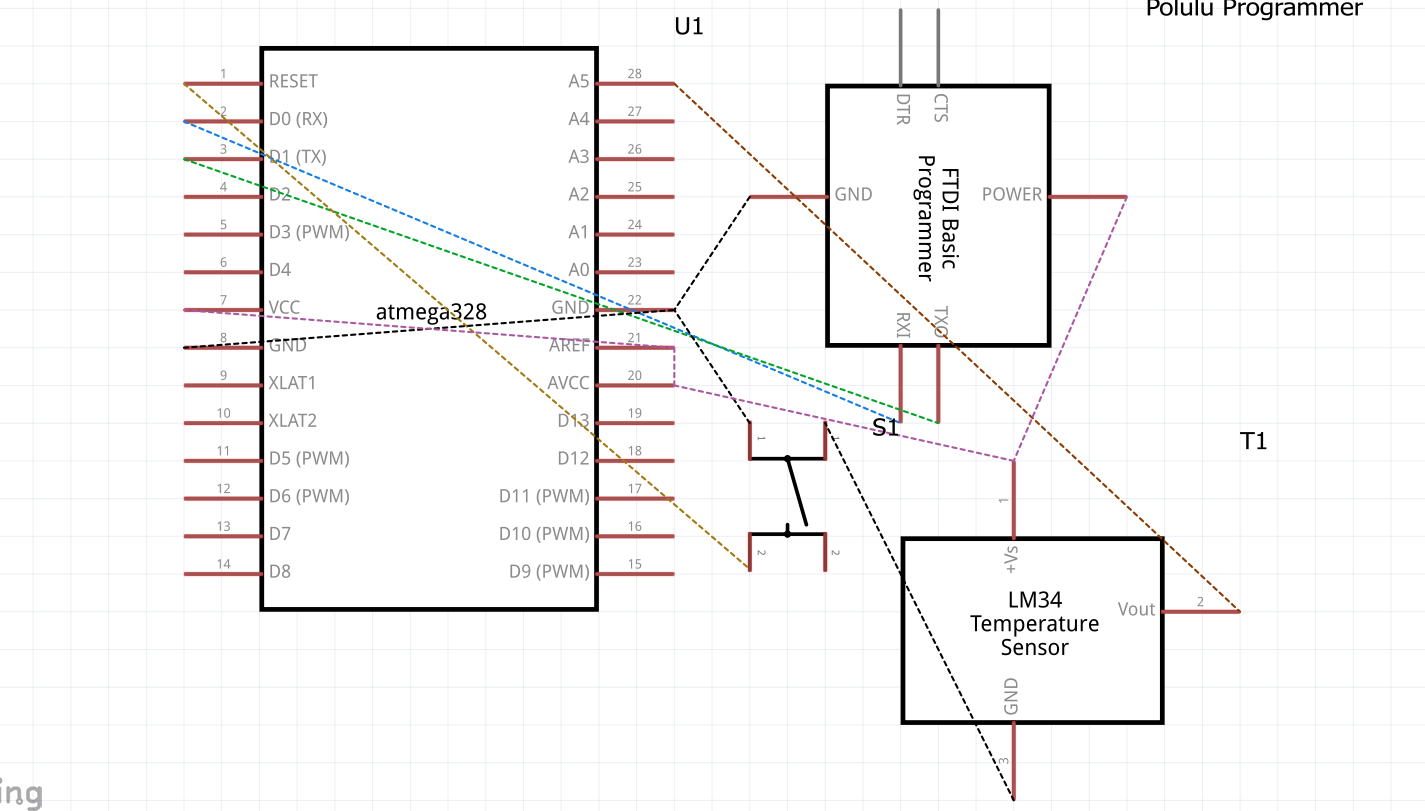 Polulu Programmer
U1
1 RESET
2 D0 (RX)
3 D1 (TX)
4 D2
5 D3 (PWM)
6 D4
7 VCC
8 GND
9 XLAT1
10 XLAT2
11 D5 (PWM)
12 D6 (PWM)
13 D7
14 D8
atmega328
A5 28
A4 27
A3 26
A2 25
A1 24
A0 23
GND 22
AREF 21
AVCC 20
D13 19
D12 18
D11 (PWM) 17
D10 (PWM) 16
D9 (PWM) 15
DTR
CTS
GND
FTDI Basic
Programmer
POWER
RXI
TXO
S1
1
1
2
2
T1
1
+Vs
LM34
Temperature
Sensor
Vout 2
GND
3
ing